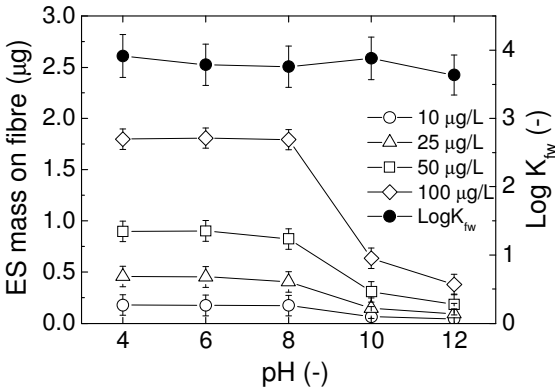 ES mass on fibre (µg)
3.0
2.5
2.0
1.5
1.0
0.5
0.0
10 µg/L
25 µg/L
50 µg/L
100 µg/L
LogK_fw
4
3
2
1
0
Log K_fw (-)
4 6 8 10 12
pH (-)